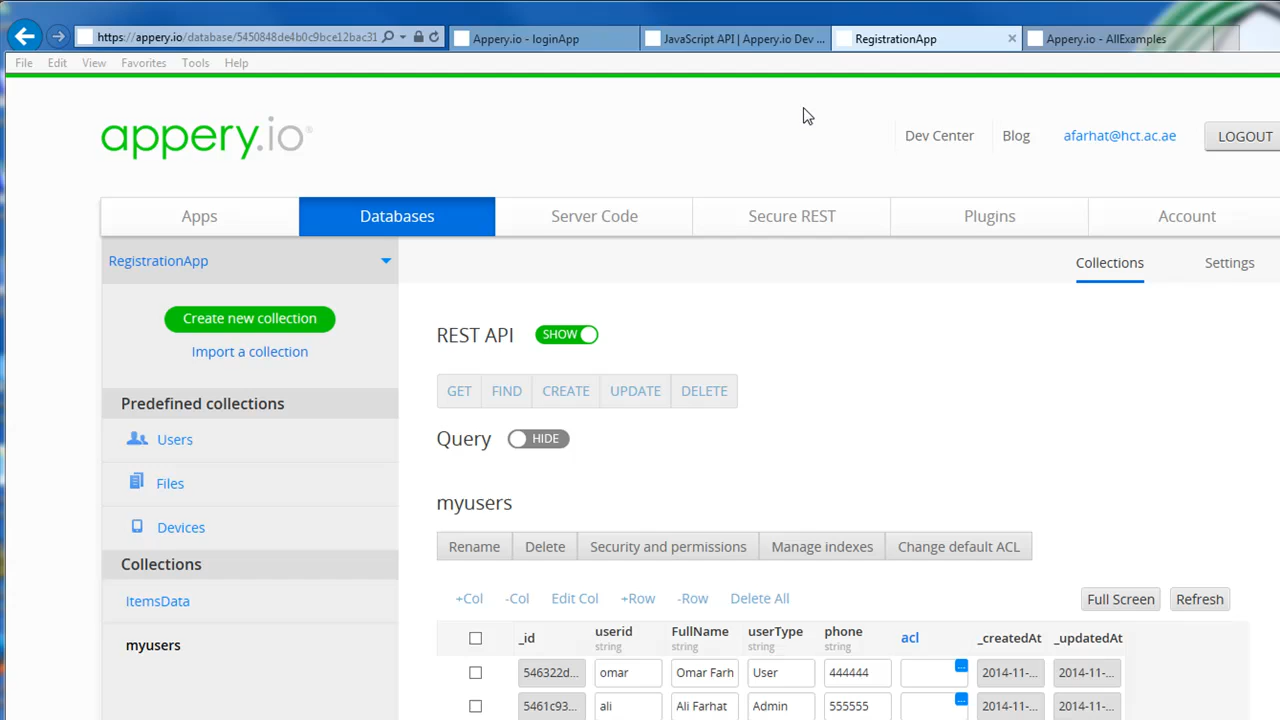 https://appery.io/database/5450848de4b0c9bce12bac31
Appery.io - loginApp
JavaScript API | Appery.io Dev ...
RegistrationApp
Appery.io - AllExamples
File Edit View Favorites Tools Help
appery.io®
Dev Center
Blog
afarhat@hct.ac.ae
LOGOUT
Apps
Databases
Server Code
Secure REST
Plugins
Account
RegistrationApp
Collections
Settings
Create new collection
Import a collection
REST API SHOW
GET FIND CREATE UPDATE DELETE
Predefined collections
Users
Query HIDE
Files
myusers
Devices
Rename Delete Security and permissions Manage indexes Change default ACL
Collections
ItemsData
+Col -Col Edit Col +Row -Row Delete All Full Screen Refresh
myusers
_id userid FullName userType phone acl _createdAt _updatedAt
string string string string
546322d... omar Omar Farh User 444444 ... 2014-11-... 2014-11-...
5461c93... ali Ali Farhat Admin 555555 ... 2014-11-... 2014-11-...